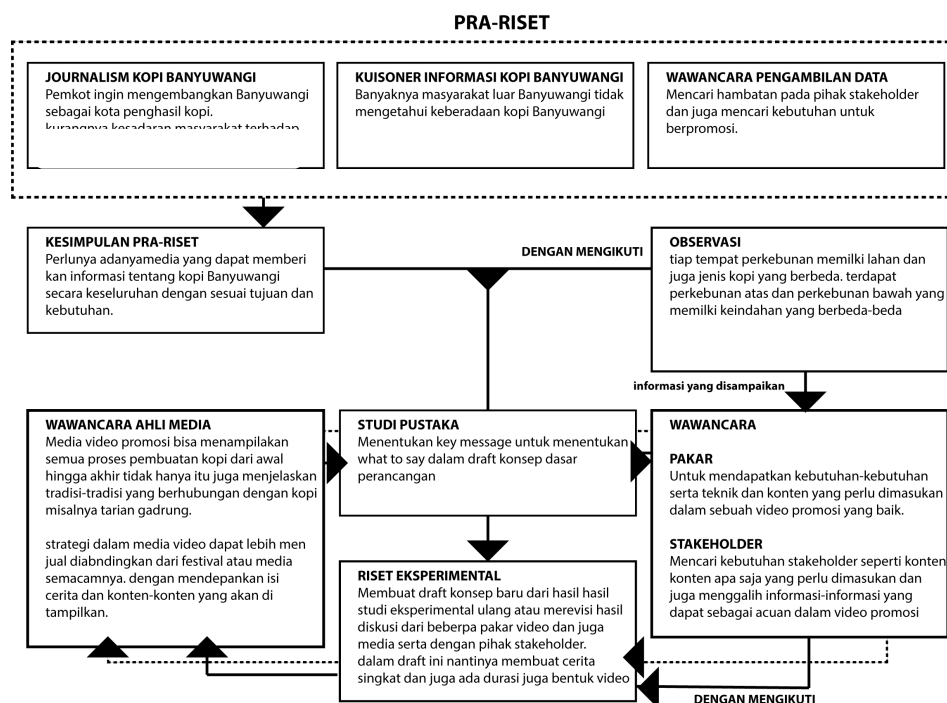 PRA-RISET
JOURNALISM KOPI BANYUWANGI
Pemkot ingin mengembangkan Banyuwangi
sebagai kota penghasil kopi.
kurangnya kesadaran masyarakat terhadap
KUISONER INFORMASI KOPI BANYUWANGI
Banyaknya masyarakat luar Banyuwangi tidak
mengetahui keberadaan kopi Banyuwangi
WAWANCARA PENGAMBILAN DATA
Mencari hambatan pada pihak stakeholder
dan juga mencari kebutuhan untuk
berpromosi.
KESIMPULAN PRA-RISET
Perlunya adanyamedia yang dapat memberi
kan informasi tentang kopi Banyuwangi
secara keseluruhan dengan sesuai tujuan dan
kebutuhan.
DENGAN MENGIKUTI
OBSERVASI
tiap tempat perkebunan memilki lahan dan
juga jenis kopi yang berbeda. terdapat
perkebunan atas dan perkebunan bawah yang
memilki keindahan yang berbeda-beda
informasi yang disampaikan
WAWANCARA AHLI MEDIA
Media video promosi bisa menampilakan
semua proses pembuatan kopi dari awal
hingga akhir tidak hanya itu juga menjelaskan
tradisi-tradisi yang berhubungan dengan kopi
misalnya tarian gadrung.
strategi dalam media video dapat lebih men
jual diabndingkan dari festival atau media
semacamnya. dengan mendepankan isi
cerita dan konten-konten yang akan di
tampilkan.
STUDI PUSTAKA
Menentukan key message untuk menentukan
what to say dalam draft konsep dasar
perancangan
WAWANCARA
PAKAR
Untuk mendapatkan kebutuhan-kebutuhan
serta teknik dan konten yang perlu dimasukan
dalam sebuah video promosi yang baik.
STAKEHOLDER
Mencari kebutuhan stakeholder seperti konten
konten apa saja yang perlu dimasukan dan
juga menggalih informasi-informasi yang
dapat sebagai acuan dalam video promosi
RISET EKSPERIMENTAL
Membuat draft konsep baru dari hasil hasil
studi eksperimental ulang atau merevisi hasil
diskusi dari beberpa pakar video dan juga
media serta dengan pihak stakeholder.
dalam draft ini nantinya membuat cerita
singkat dan juga ada durasi juga bentuk video
DENGAN MENGIKUTI